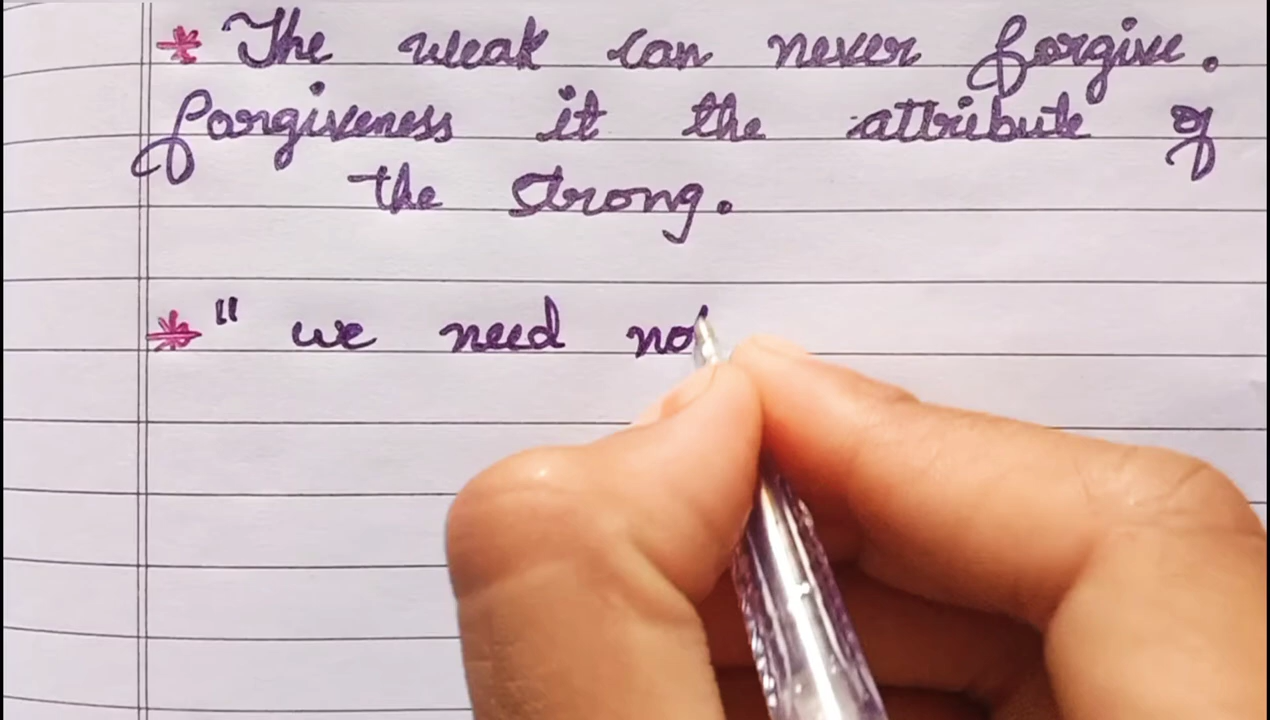 * The weak can never forgive.
forgiveness it the attribute of
the strong.
* " we need no